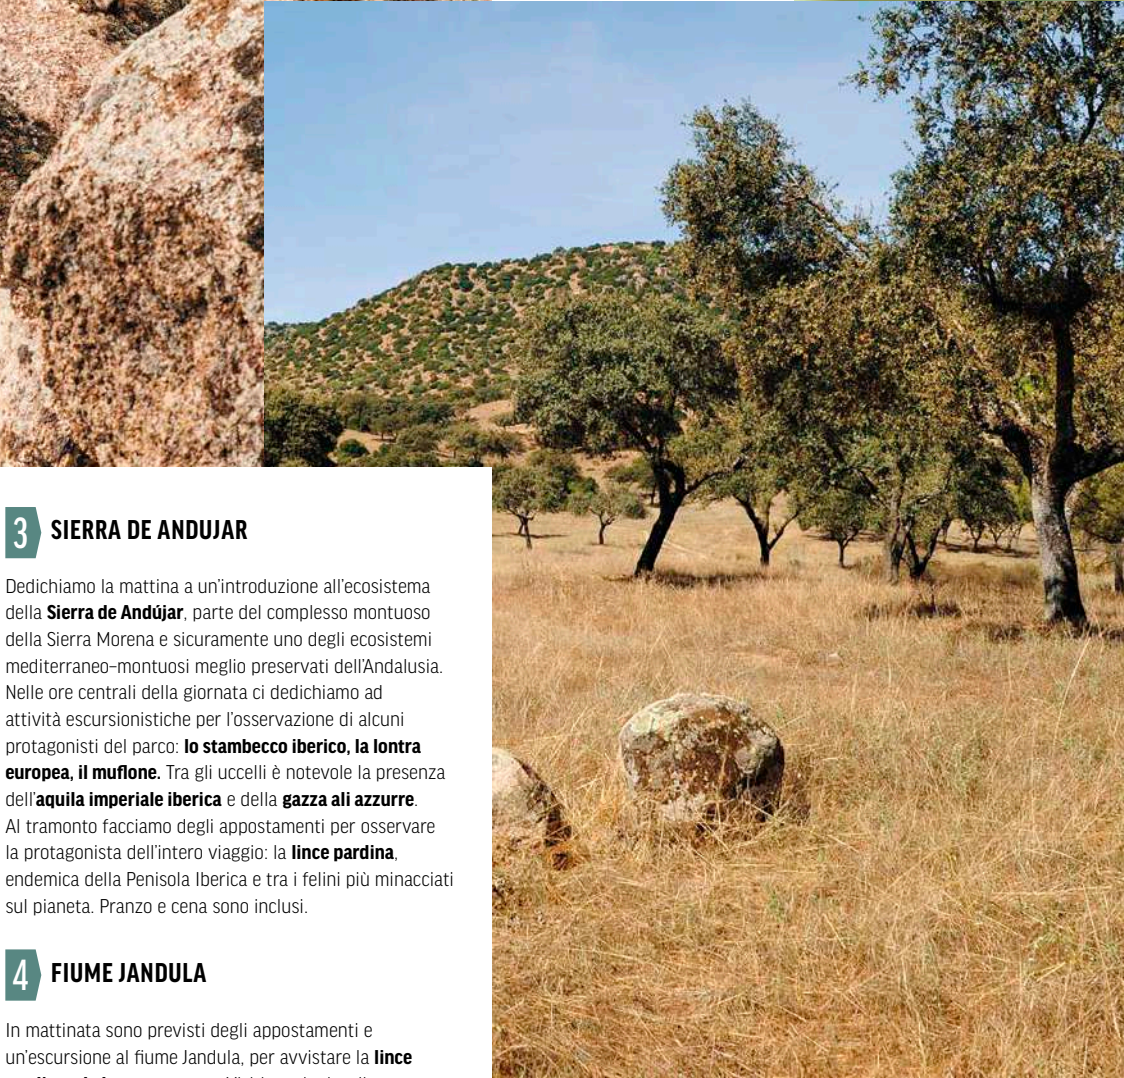 3 SIERRA DE ANDUJAR
Dedichiamo la mattina a un'introduzione all'ecosistema
della Sierra de Andújar, parte del complesso montuoso
della Sierra Morena e sicuramente uno degli ecosistemi
mediterraneo-montuosi meglio preservati dell'Andalusia.
Nelle ore centrali della giornata ci dedichiamo ad
attività escursionistiche per l'osservazione di alcuni
protagonisti del parco: lo stambecco iberico, la lontra
europea, il muflone. Tra gli uccelli è notevole la presenza
dell'aquila imperiale iberica e della gazza ali azzurre.
Al tramonto facciamo degli appostamenti per osservare
la protagonista dell'intero viaggio: la lince pardina,
endemica della Penisola Iberica e tra i felini più minacciati
sul pianeta. Pranzo e cena sono inclusi.
4 FIUME JANDULA
In mattinata sono previsti degli appostamenti e
un'escursione al fiume Jandula, per avvistare la lince